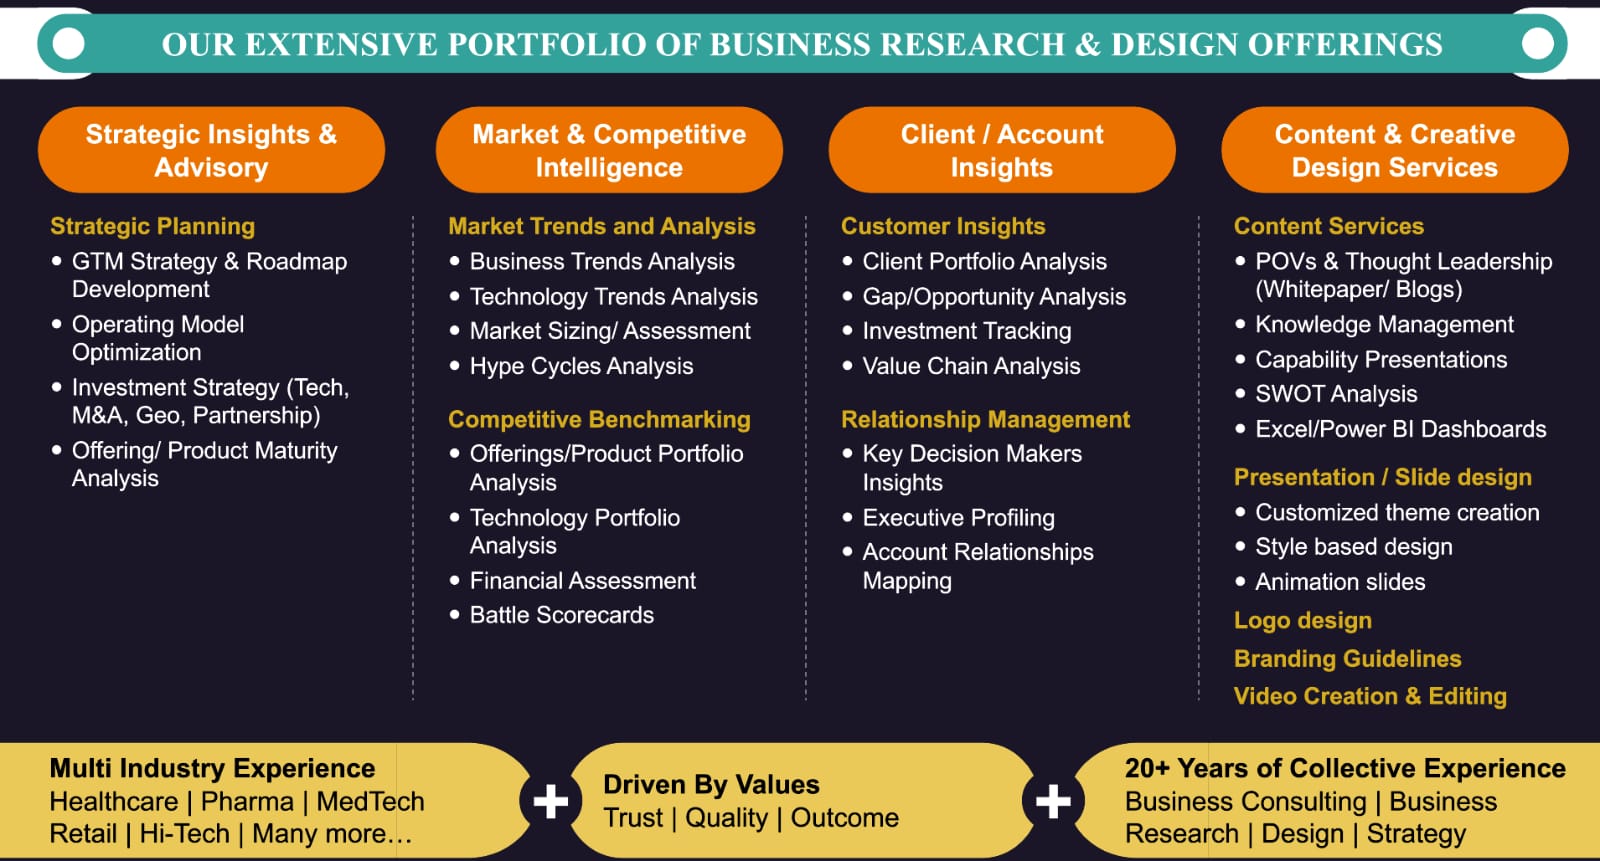 OUR EXTENSIVE PORTFOLIO OF BUSINESS RESEARCH & DESIGN OFFERINGS
Strategic Insights &
Advisory
Strategic Planning
• GTM Strategy & Roadmap
Development
• Operating Model
Optimization
• Investment Strategy (Tech,
M&A, Geo, Partnership)
• Offering/ Product Maturity
Analysis
Market & Competitive
Intelligence
Market Trends and Analysis
• Business Trends Analysis
• Technology Trends Analysis
• Market Sizing/ Assessment
• Hype Cycles Analysis
Competitive Benchmarking
• Offerings/Product Portfolio
Analysis
• Technology Portfolio
Analysis
• Financial Assessment
• Battle Scorecards
Client / Account
Insights
Customer Insights
• Client Portfolio Analysis
• Gap/Opportunity Analysis
• Investment Tracking
• Value Chain Analysis
Relationship Management
• Key Decision Makers
Insights
• Executive Profiling
• Account Relationships
Mapping
Content & Creative
Design Services
Content Services
• POVs & Thought Leadership
(Whitepaper/ Blogs)
• Knowledge Management
• Capability Presentations
• SWOT Analysis
• Excel/Power BI Dashboards
Presentation / Slide design
• Customized theme creation
• Style based design
• Animation slides
Logo design
Branding Guidelines
Video Creation & Editing
Multi Industry Experience
Healthcare | Pharma | MedTech
Retail | Hi-Tech | Many more...
+
Driven By Values
Trust | Quality | Outcome
+
20+ Years of Collective Experience
Business Consulting | Business
Research | Design | Strategy